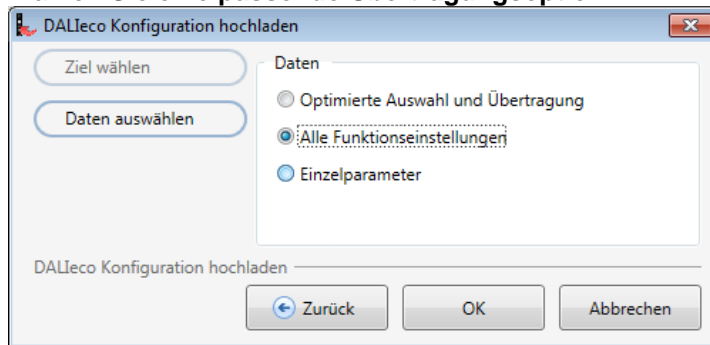 DALIeco Konfiguration hochladen
Ziel wählen
Daten auswählen
Daten
Optimierte Auswahl und Übertragung
Alle Funktionseinstellungen
Einzelparameter
DALIeco Konfiguration hochladen
Zurück
OK
Abbrechen